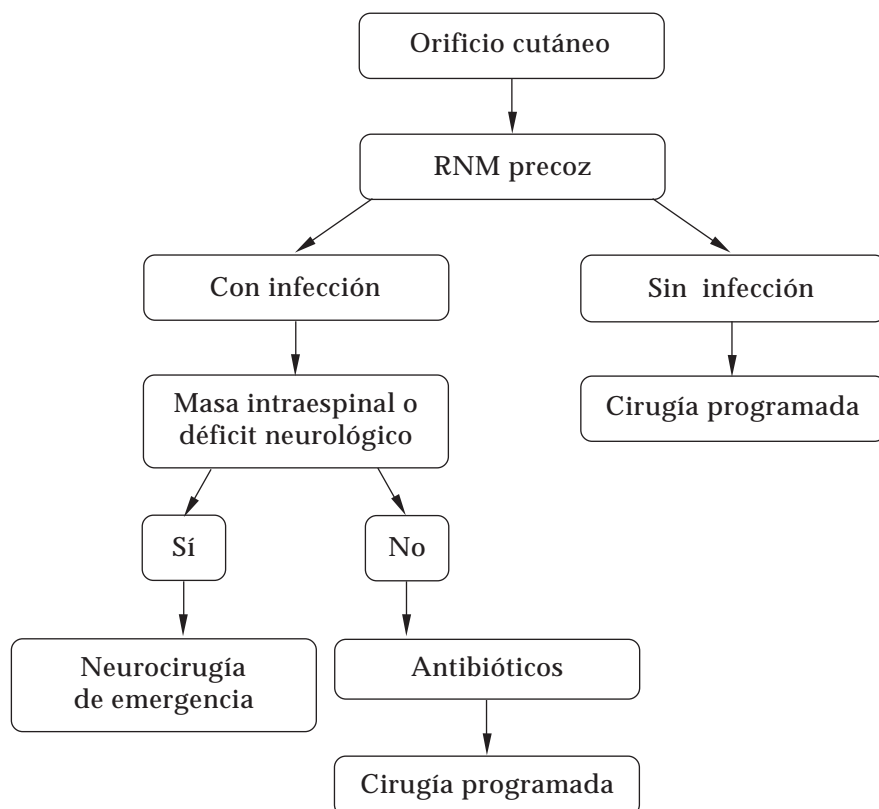 Orificio cutáneo
RNM precoz
Con infección
Sin infección
Masa intraespinal o
déficit neurológico
Cirugía programada
Sí
No
Neurocirugía
de emergencia
Antibióticos
Cirugía programada